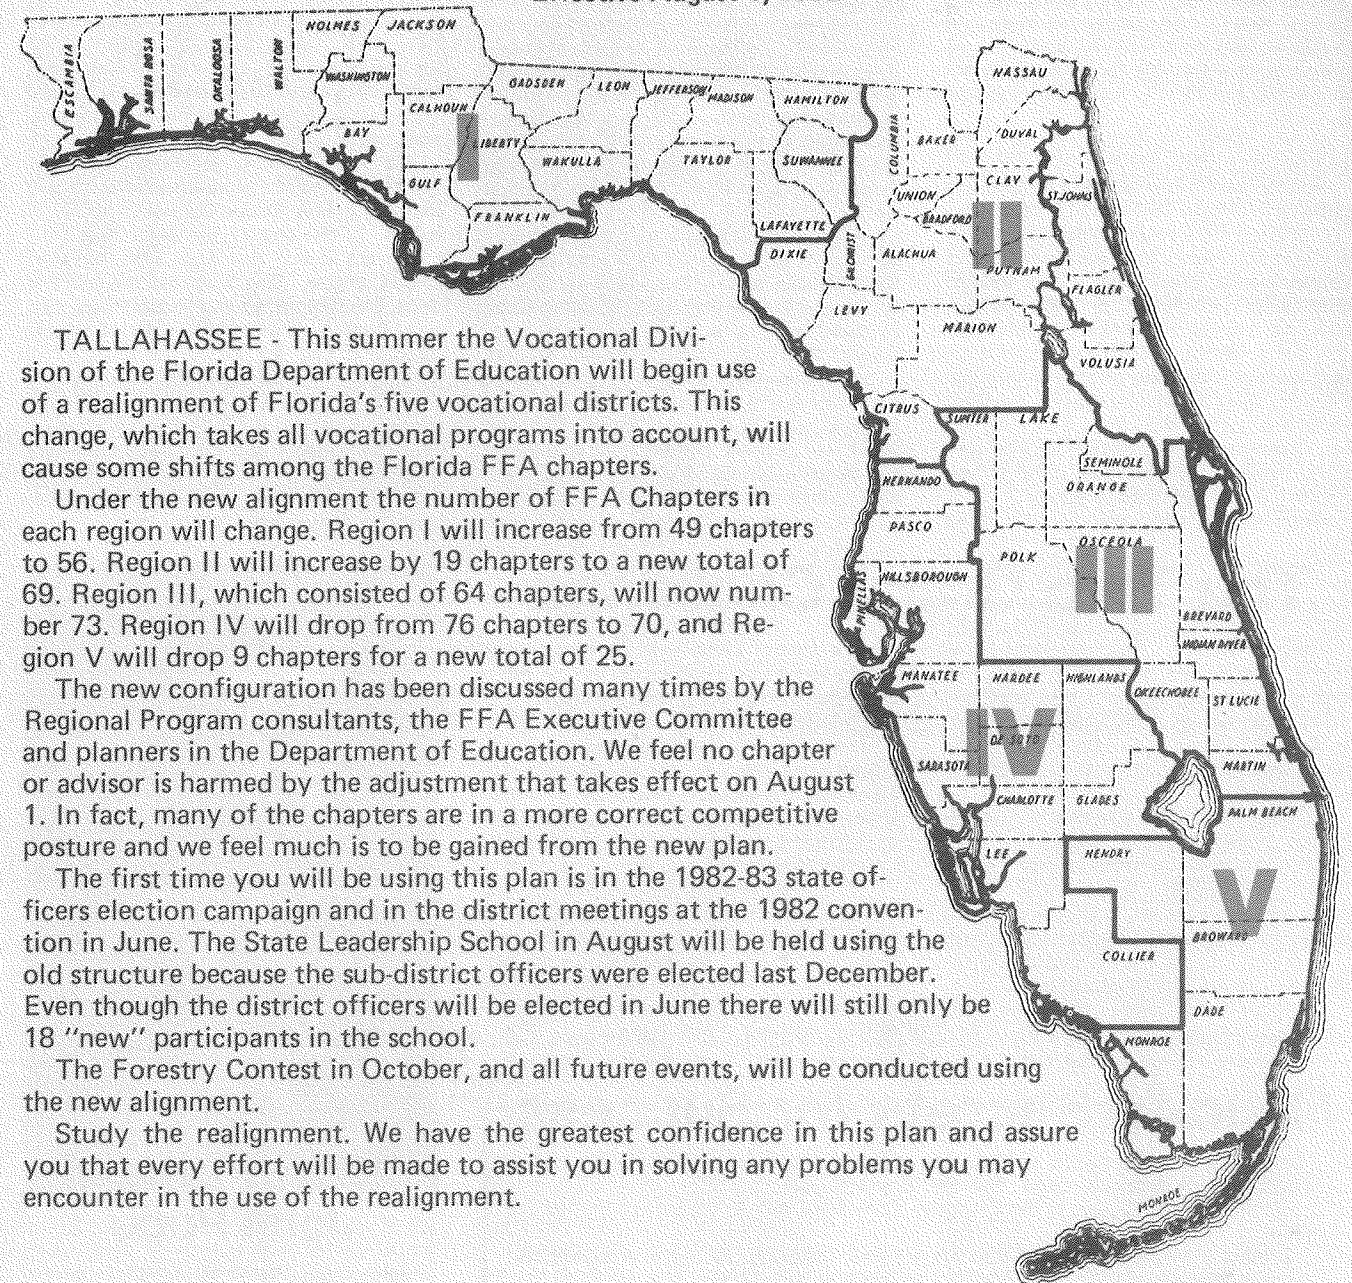 HOLMES
JACKSON
ESCAMBIA
SANTA ROSA
OKALOOSA
WALTON
WASHINGTON
BAY
CALHOUN
GULF
I
LIBERTY
GADSDEN
LEON
JEFFERSON
MADISON
HAMILTON
WAKULLA
FRANKLIN
TAYLOR
SUWANNEE
LAFAYETTE
DIXIE
COLUMBIA
BAKER
NASSAU
DUVAL
CLAY
ST. JOHNS
UNION
BRADFORD
II
PUTNAM
GILCHRIST
ALACHUA
LEVY
MARION
FLAGLER
VOLUSIA
CITRUS
SUMTER
LAKE
SEMINOLE
ORANGE
HERNANDO
PASCO
POLK
OSCEOLA
III
PINELLAS
HILLSBOROUGH
BREVARD
INDIAN RIVER
MANATEE
HARDEE
HIGHLANDS
OKEECHOBEE
ST LUCIE
IV
DE SOTO
SARASOTA
MARTIN
CHARLOTTE
GLADES
PALM BEACH
LEE
HENDRY
V
BROWARD
COLLIER
DADE
MONROE
MONROE
TALLAHASSEE - This summer the Vocational Divi-
sion of the Florida Department of Education will begin use
of a realignment of Florida's five vocational districts. This
change, which takes all vocational programs into account, will
cause some shifts among the Florida FFA chapters.
Under the new alignment the number of FFA Chapters in
each region will change. Region I will increase from 49 chapters
to 56. Region II will increase by 19 chapters to a new total of
69. Region III, which consisted of 64 chapters, will now num-
ber 73. Region IV will drop from 76 chapters to 70, and Re-
gion V will drop 9 chapters for a new total of 25.
The new configuration has been discussed many times by the
Regional Program consultants, the FFA Executive Committee
and planners in the Department of Education. We feel no chapter
or advisor is harmed by the adjustment that takes effect on August
1. In fact, many of the chapters are in a more correct competitive
posture and we feel much is to be gained from the new plan.
The first time you will be using this plan is in the 1982-83 state of-
ficers election campaign and in the district meetings at the 1982 conven-
tion in June. The State Leadership School in August will be held using the
old structure because the sub-district officers were elected last December.
Even though the district officers will be elected in June there will still only be
18 "new" participants in the school.
The Forestry Contest in October, and all future events, will be conducted using
the new alignment.
Study the realignment. We have the greatest confidence in this plan and assure
you that every effort will be made to assist you in solving any problems you may
encounter in the use of the realignment.